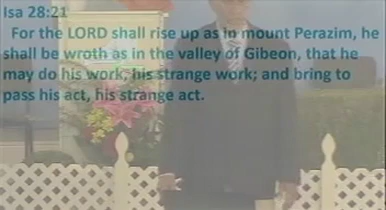 Isa 28:21
For the LORD shall rise up as in mount Perazim, he
shall be wroth as in the valley of Gibeon, that he
may do his work, his strange work; and bring to
pass his act, his strange act.